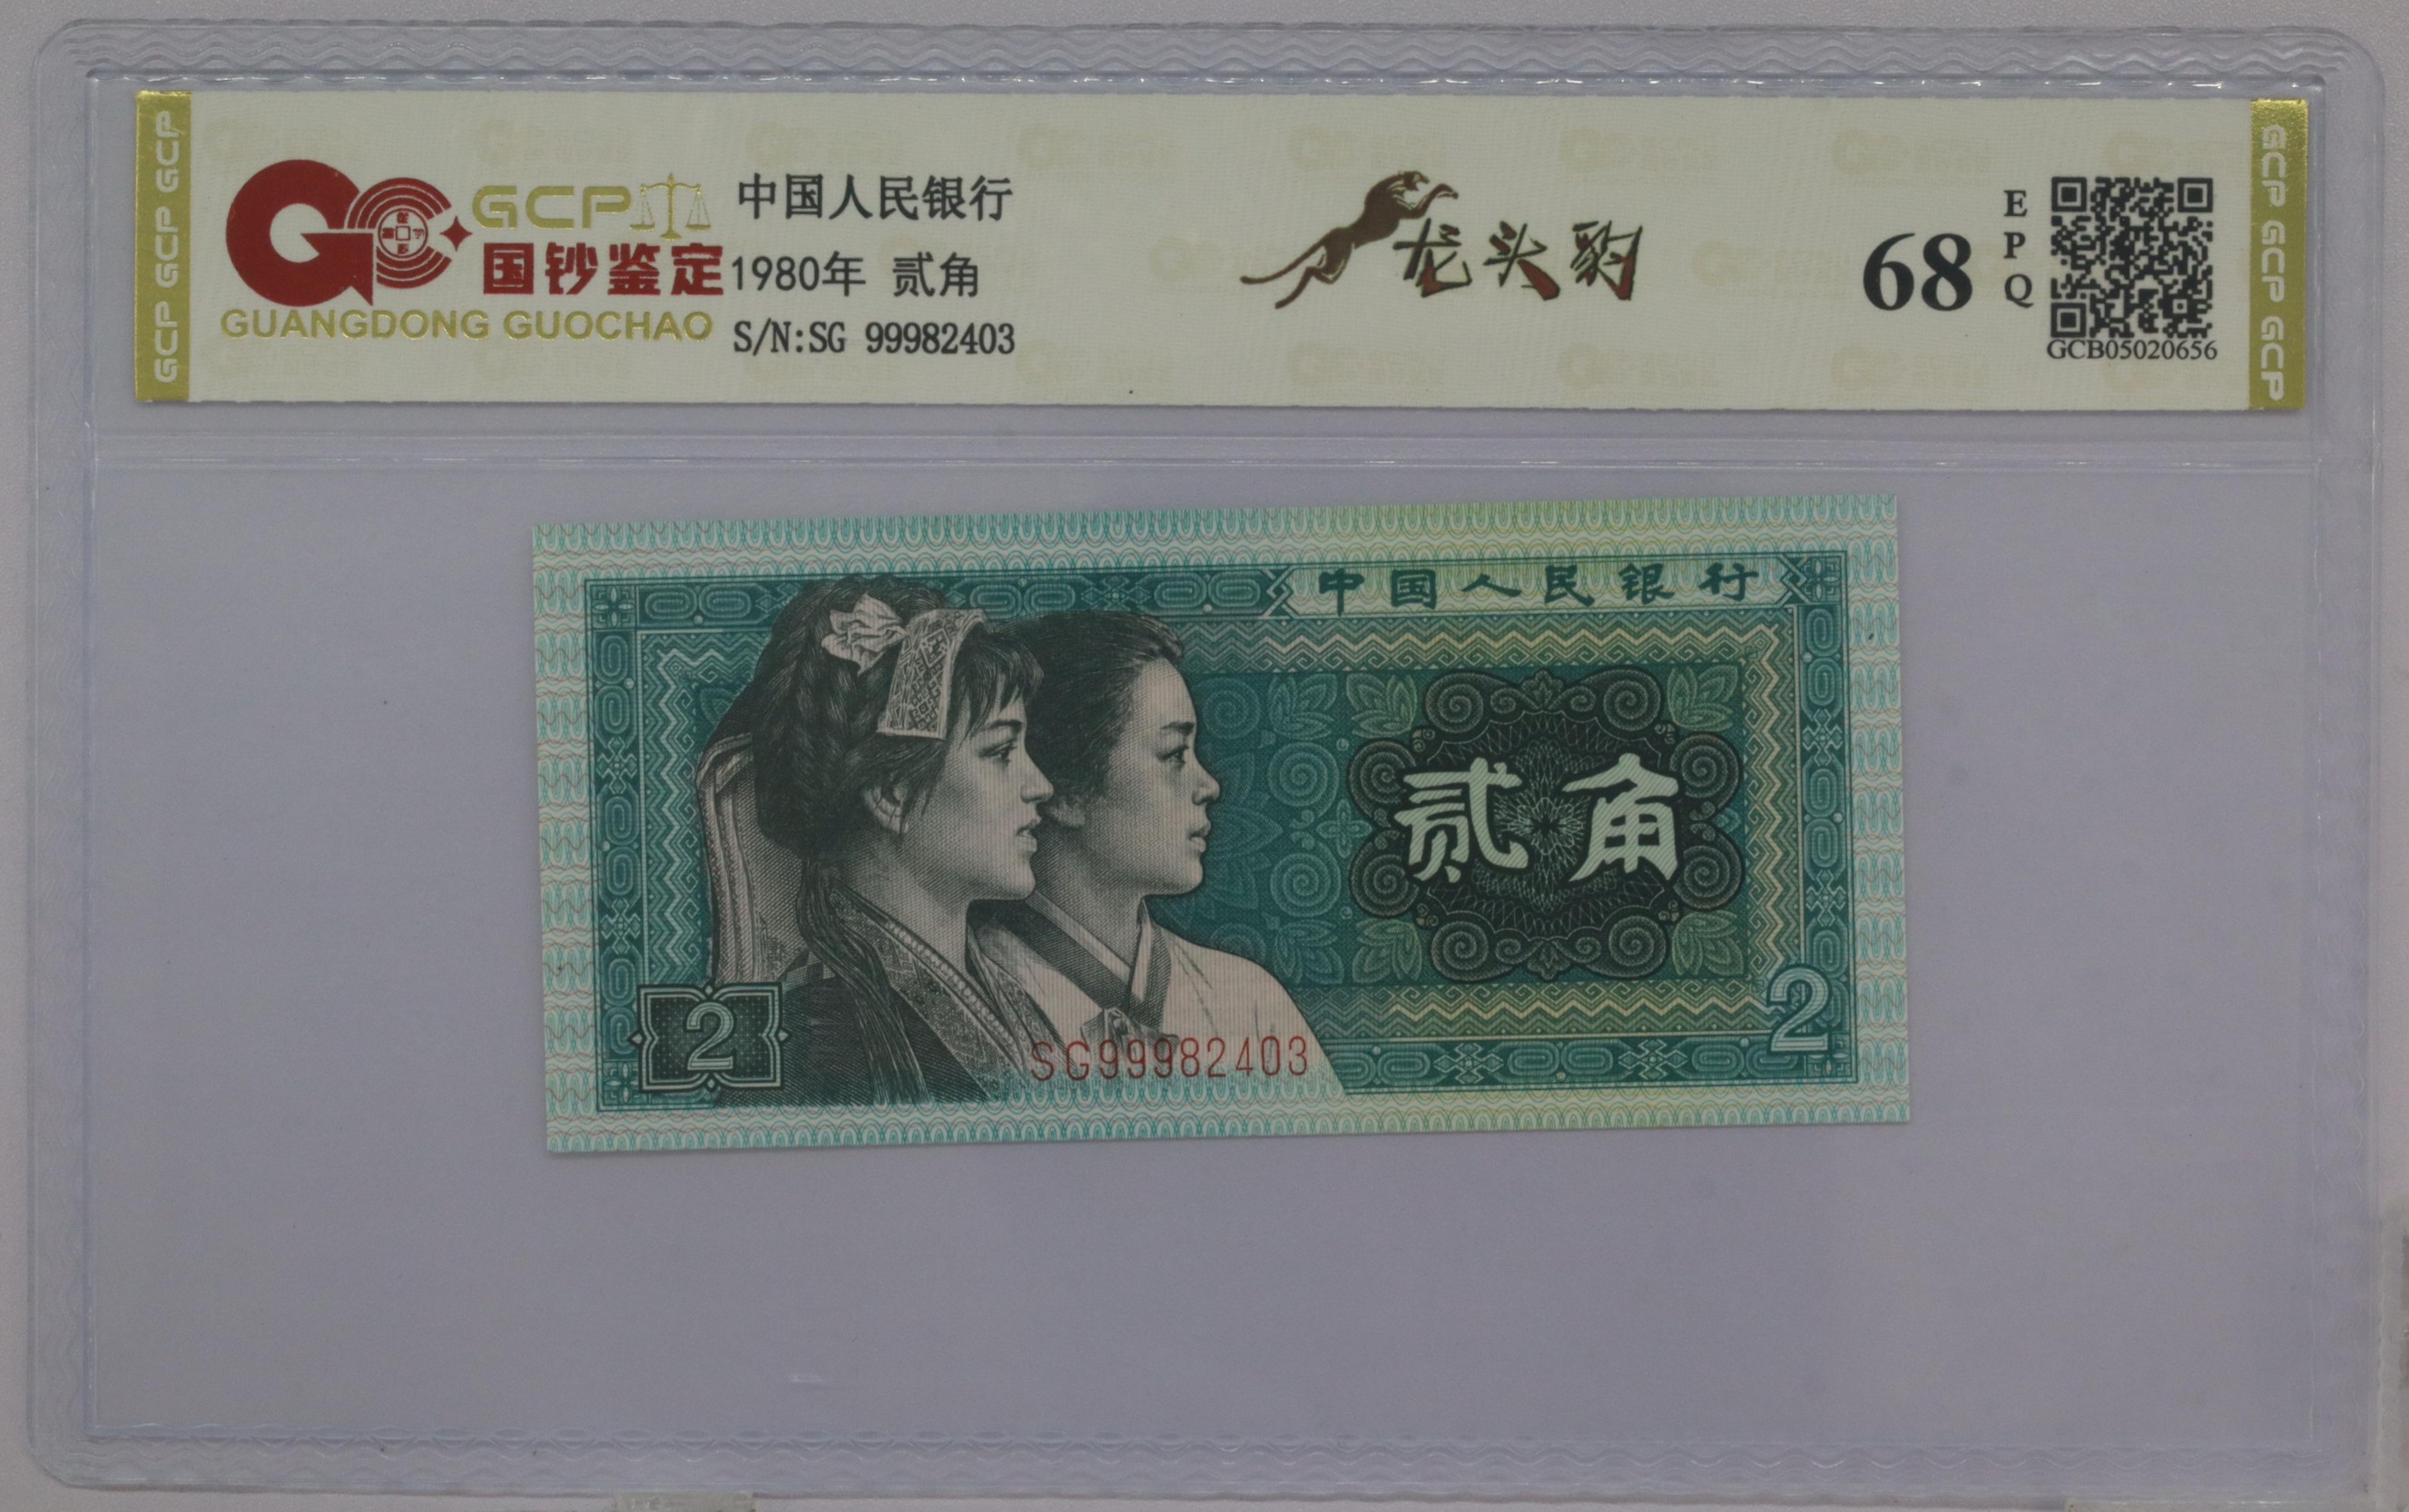 GCP GCP GCP
GCP
国钞鉴定
GUANGDONG GUOCHAO
中国人民银行
1980年 贰角
S/N:SG 99982403
龙头豹
68
EPQ
GCB05020656
GCP GCP GCP
中国人民银行
贰角
2
2
SG99982403